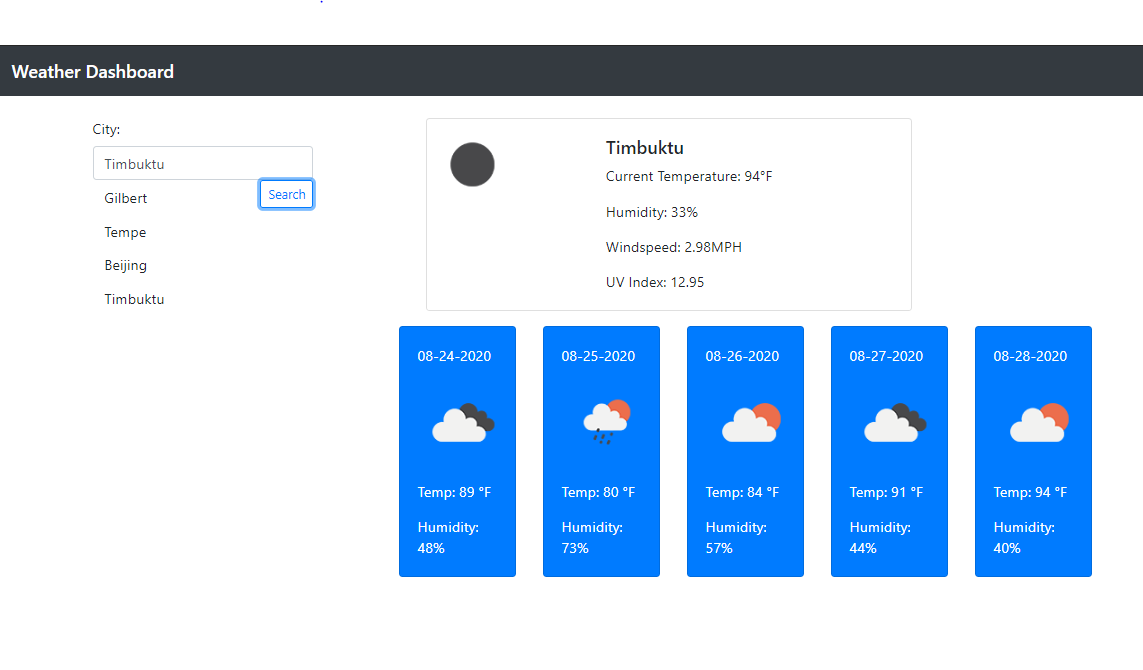 Weather Dashboard
City:
Timbuktu
Search
Gilbert
Tempe
Beijing
Timbuktu
Timbuktu
Current Temperature: 94°F
Humidity: 33%
Windspeed: 2.98MPH
UV Index: 12.95
08-24-2020
Temp: 89 °F
Humidity:
48%
08-25-2020
Temp: 80 °F
Humidity:
73%
08-26-2020
Temp: 84 °F
Humidity:
57%
08-27-2020
Temp: 91 °F
Humidity:
44%
08-28-2020
Temp: 94 °F
Humidity:
40%